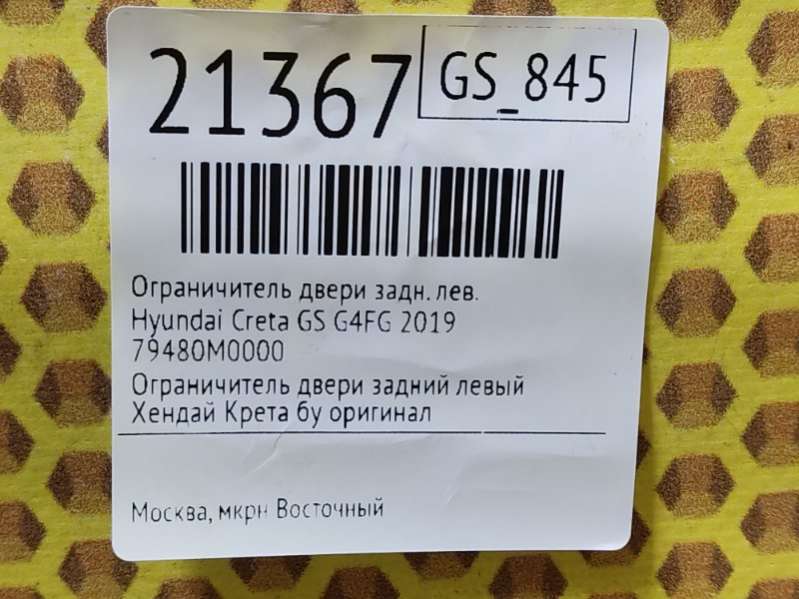 21367
GS_845
Ограничитель двери задн. лев.
Hyundai Creta GS G4FG 2019
79480M0000
Ограничитель двери задний левый
Хендай Крета бу оригинал
Москва, мкрн Восточный